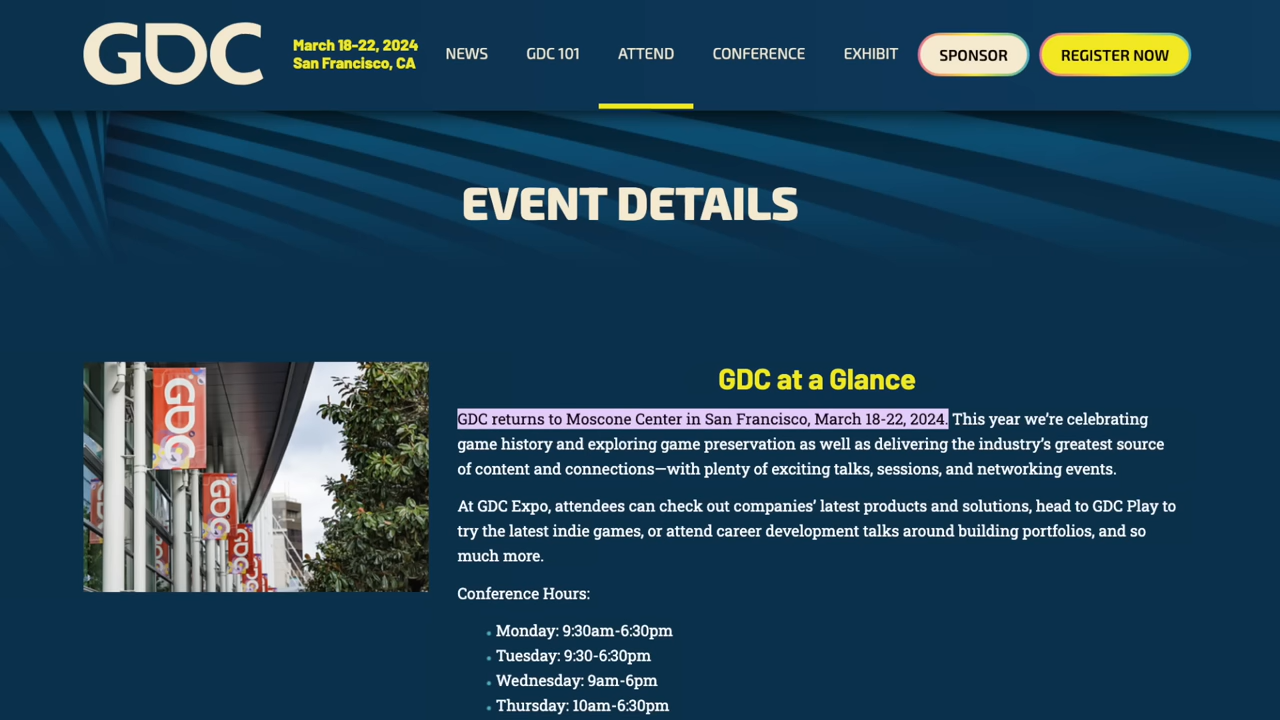 GDC
March 18-22, 2024
San Francisco, CA
NEWS
GDC 101
ATTEND
CONFERENCE
EXHIBIT
SPONSOR
REGISTER NOW
EVENT DETAILS
GDC
GDC
GDC
GDC at a Glance
GDC returns to Moscone Center in San Francisco, March 18-22, 2024. This year we're celebrating
game history and exploring game preservation as well as delivering the industry's greatest source
of content and connections—with plenty of exciting talks, sessions, and networking events.
At GDC Expo, attendees can check out companies' latest products and solutions, head to GDC Play to
try the latest indie games, or attend career development talks around building portfolios, and so
much more.
Conference Hours:
Monday: 9:30am-6:30pm
Tuesday: 9:30-6:30pm
Wednesday: 9am-6pm
Thursday: 10am-6:30pm